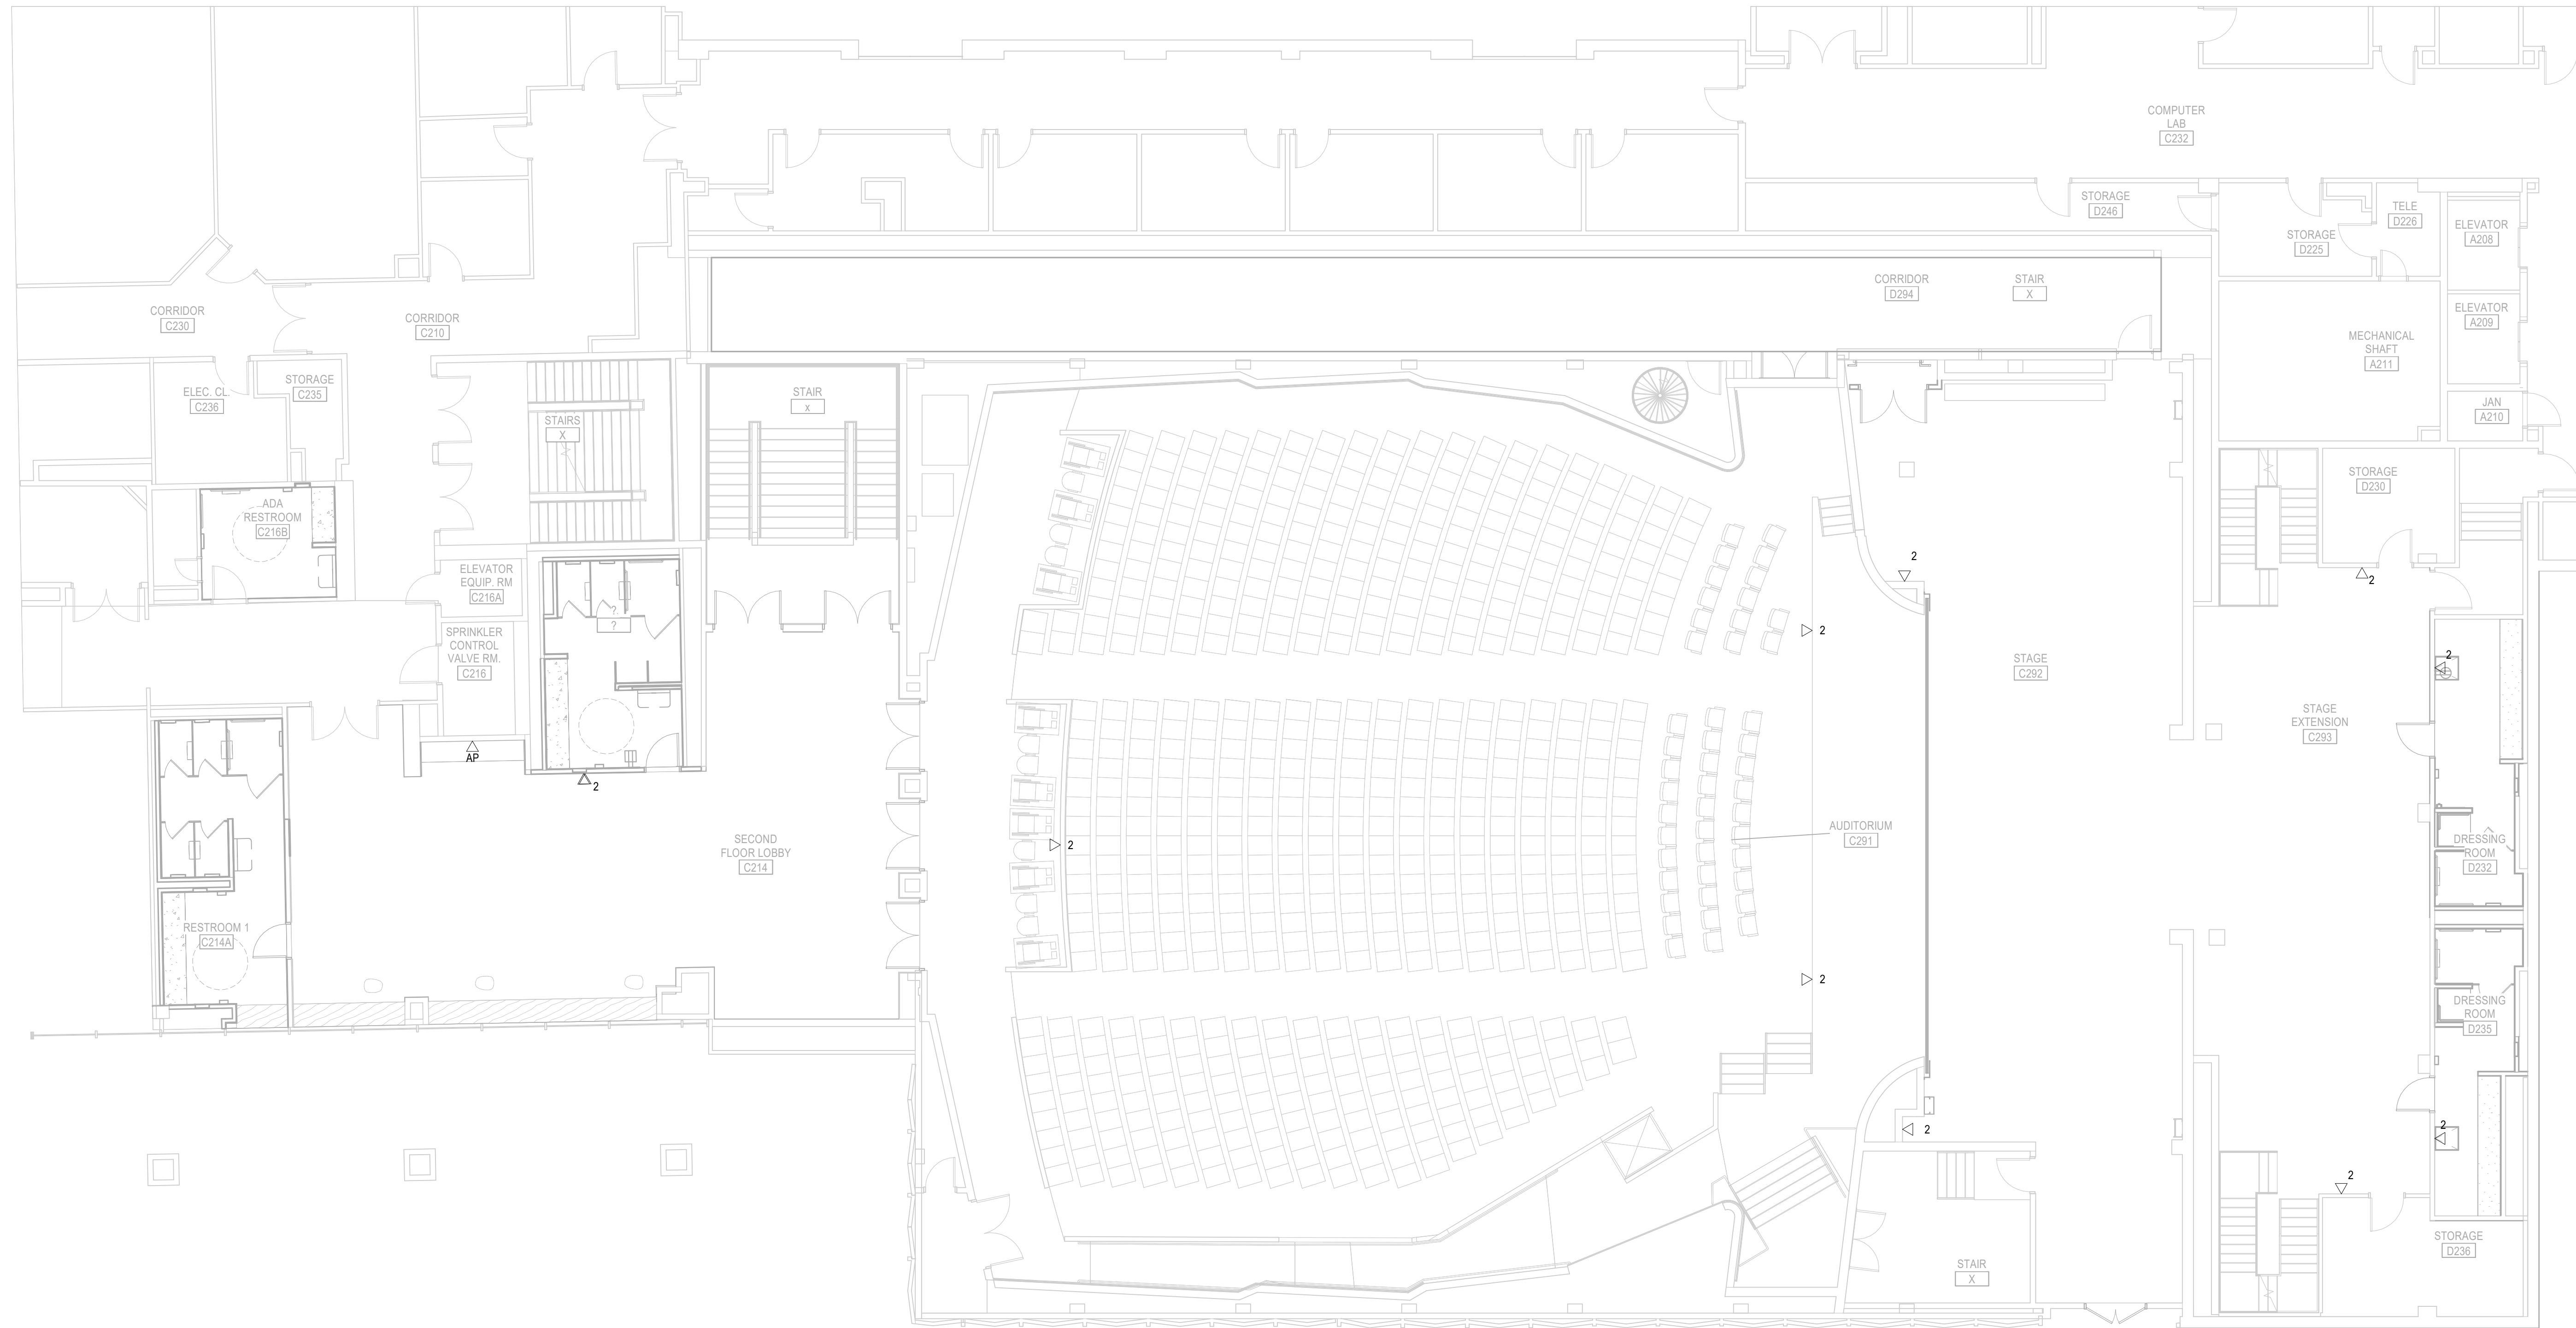 COMPUTER
LAB
C232
STORAGE
D246
TELE
D226
STORAGE
D225
ELEVATOR
A208
CORRIDOR
D294
STAIR
X
CORRIDOR
C230
CORRIDOR
C210
ELEVATOR
A209
MECHANICAL
SHAFT
A211
ELEC. CL.
C236
STORAGE
C235
STAIR
x
STAIRS
X
JAN
A210
STORAGE
D230
ADA
RESTROOM
C216B
ELEVATOR
EQUIP. RM
C216A
2
2
?
?
SPRINKLER
CONTROL
VALVE RM.
C216
2
STAGE
C292
2
STAGE
EXTENSION
C293
AP
2
SECOND
FLOOR LOBBY
C214
2
AUDITORIUM
C291
DRESSING
ROOM
D232
RESTROOM 1
C214A
2
DRESSING
ROOM
D235
2
2
2
STORAGE
D236
STAIR
X